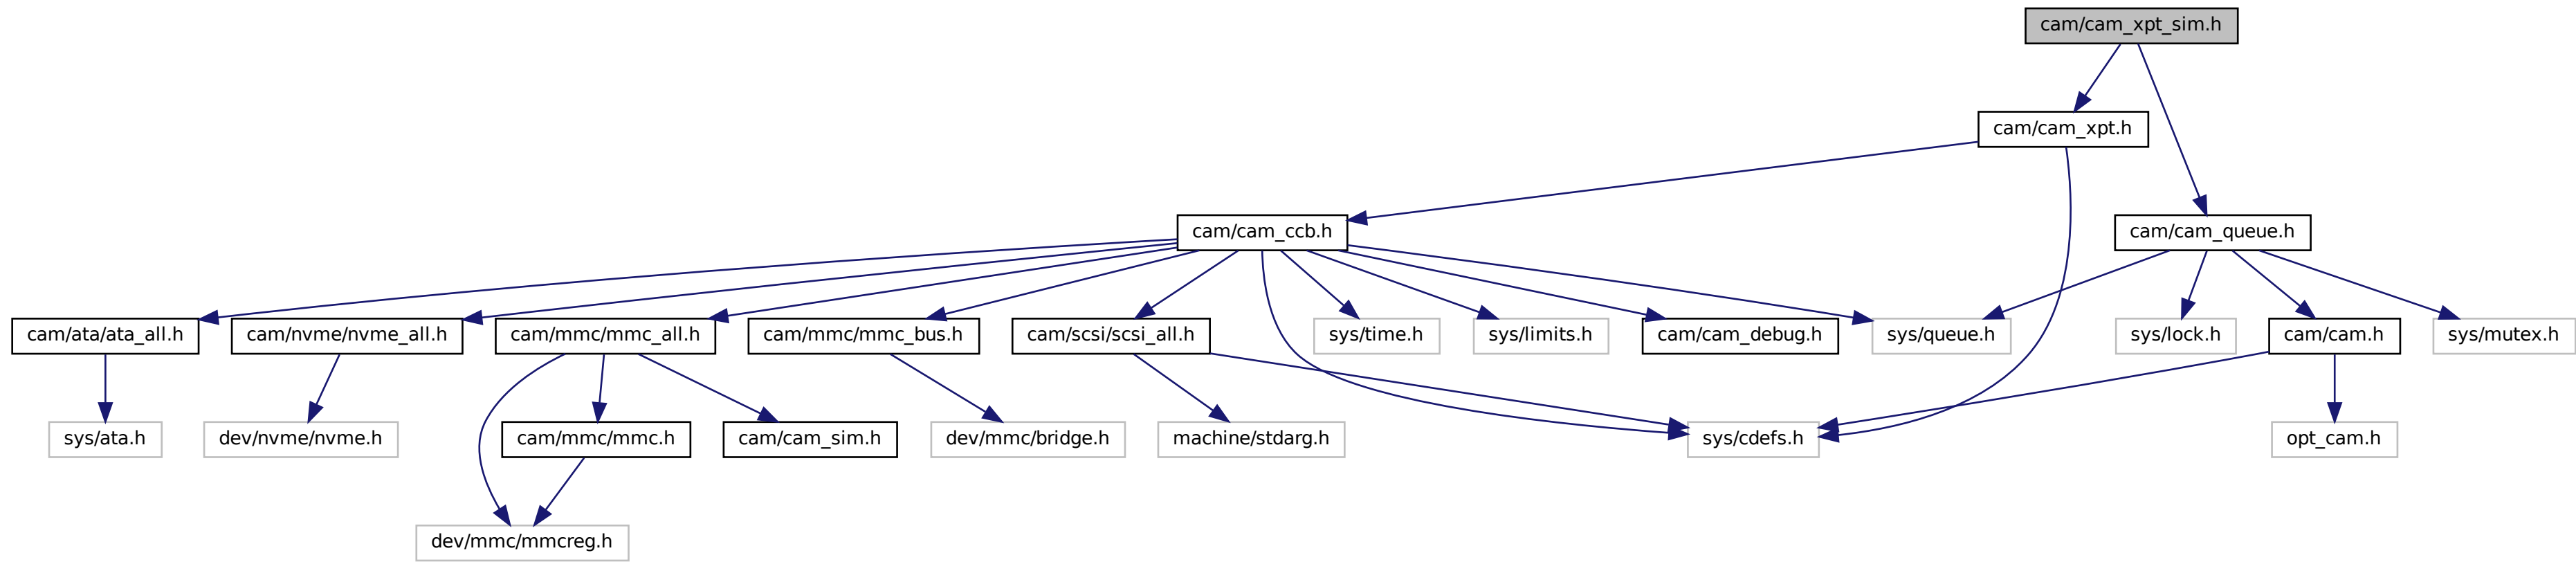 cam/cam_xpt_sim.h
cam/cam_xpt.h
cam/cam_ccb.h
cam/cam_queue.h
cam/ata/ata_all.h
cam/nvme/nvme_all.h
cam/mmc/mmc_all.h
cam/mmc/mmc_bus.h
cam/scsi/scsi_all.h
sys/time.h
sys/limits.h
cam/cam_debug.h
sys/queue.h
sys/lock.h
cam/cam.h
sys/mutex.h
sys/ata.h
dev/nvme/nvme.h
cam/mmc/mmc.h
cam/cam_sim.h
dev/mmc/bridge.h
machine/stdarg.h
sys/cdefs.h
opt_cam.h
dev/mmc/mmcreg.h